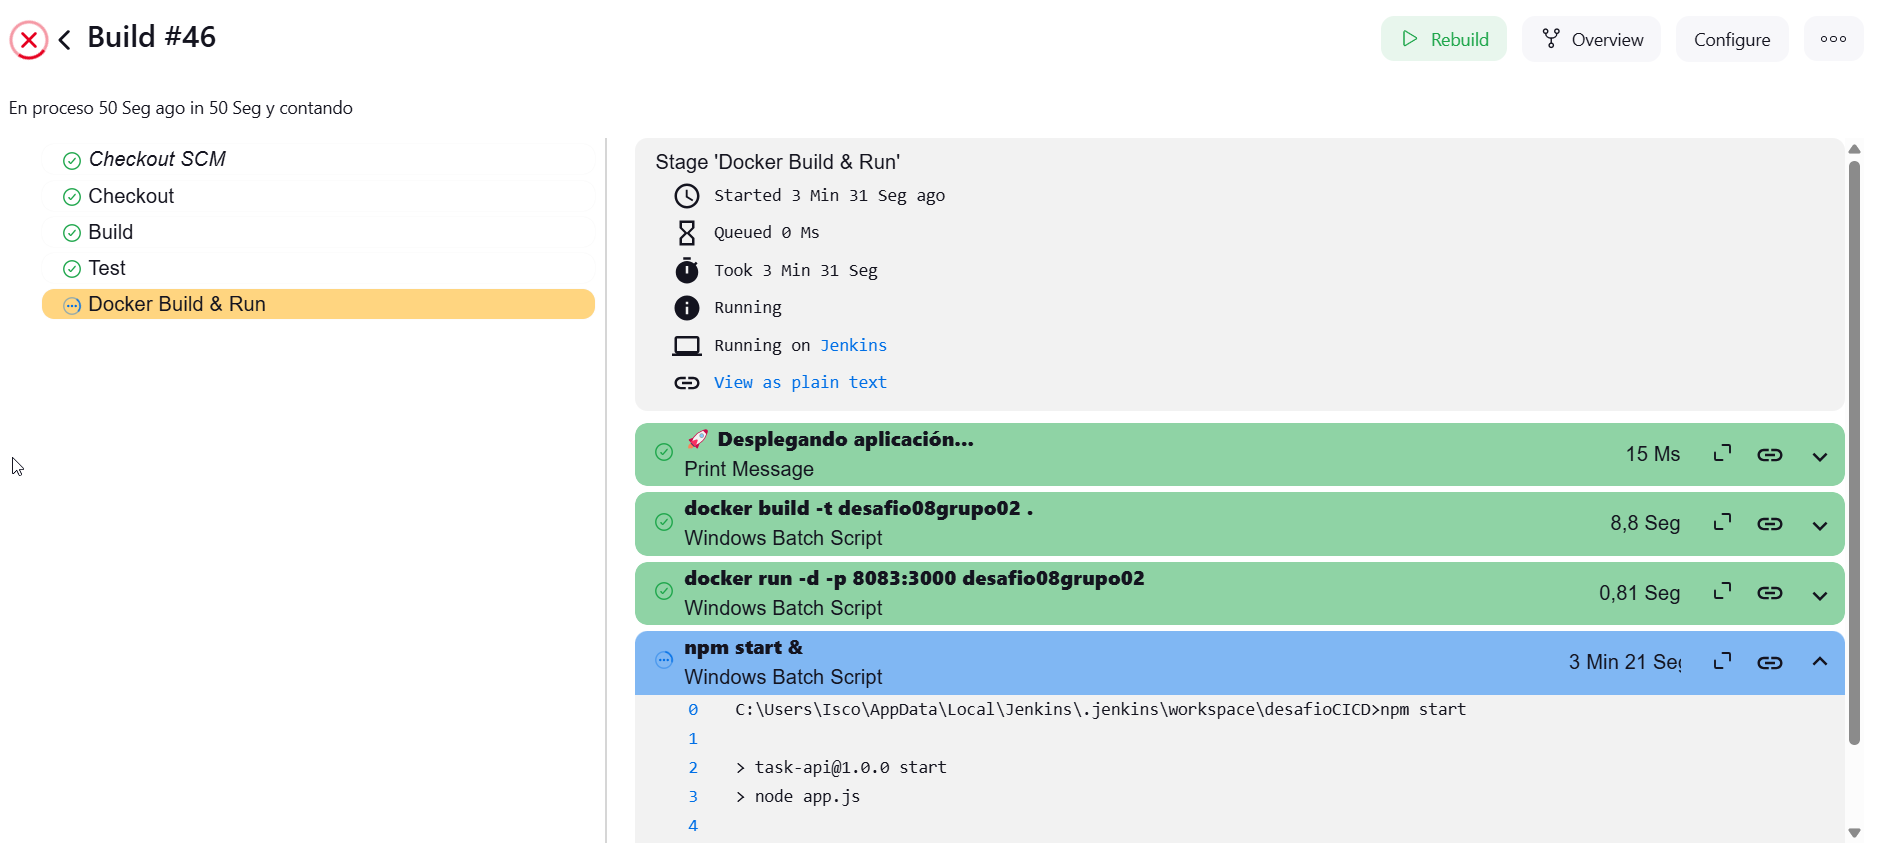 Build #46
Rebuild
Overview
Configure
En proceso 50 Seg ago in 50 Seg y contando
Checkout SCM
Checkout
Build
Test
Docker Build & Run
Stage 'Docker Build & Run'
Started 3 Min 31 Seg ago
Queued 0 Ms
Took 3 Min 31 Seg
Running
Running on Jenkins
View as plain text
🚀 Desplegando aplicación...
Print Message
15 Ms
docker build -t desafio08grupo02 .
Windows Batch Script
8,8 Seg
docker run -d -p 8083:3000 desafio08grupo02
Windows Batch Script
0,81 Seg
npm start &
Windows Batch Script
3 Min 21 Seg
0 C:\Users\Isco\AppData\Local\Jenkins\.jenkins\workspace\desafioCICD>npm start
1
2 > task-api@1.0.0 start
3 > node app.js
4